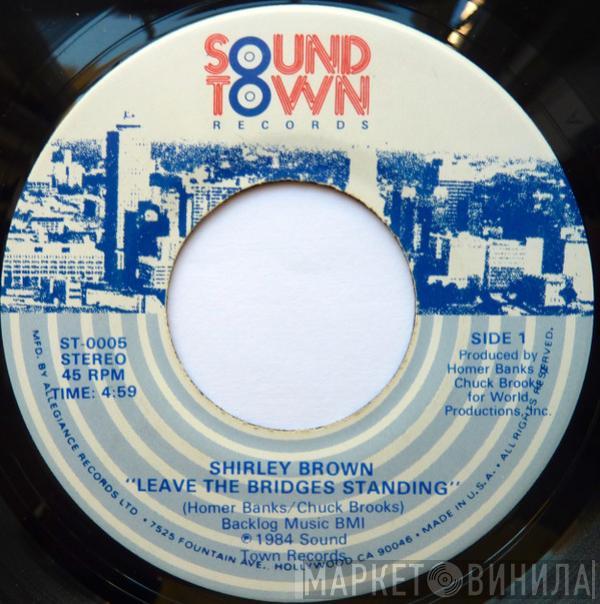 SOUND
TOWN
RECORDS
ST-0005
STEREO
45 RPM
TIME: 4:59
SIDE 1
Produced by
Homer Banks &
Chuck Brooks
for World
Productions, Inc.
SHIRLEY BROWN
"LEAVE THE BRIDGES STANDING"
(Homer Banks/Chuck Brooks)
Backlog Music BMI
℗ 1984 Sound
Town Records
MFD. BY ALLEGIANCE RECORDS LTD • 7525 FOUNTAIN AVE., HOLLYWOOD CA 90046 • MADE IN U.S.A. • ALL RIGHTS RESERVED.
МАРКЕТ ВИНИЛА